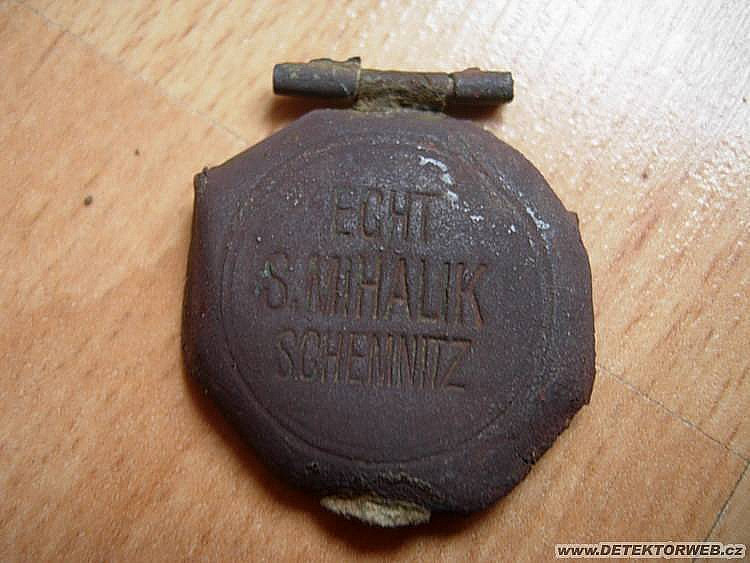 ECHT
S. MIHALIK
SCHEMNITZ
www.DETEKTORWEB.cz